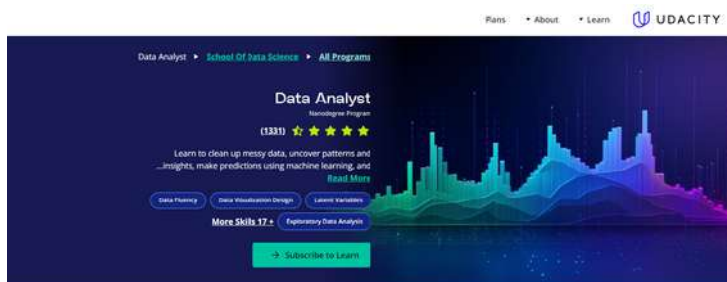 Plans About Learn UDACITY
Data Analyst School Of Data Science All Programs
Data Analyst
Nanodegree Program
(1331)
Learn to clean up messy data, uncover patterns and
...insights, make predictions using machine learning, and
Read More
Data Fluency Data Visualization Design Latent Variables
More Skills 17 + Exploratory Data Analysis
→ Subscribe to Learn